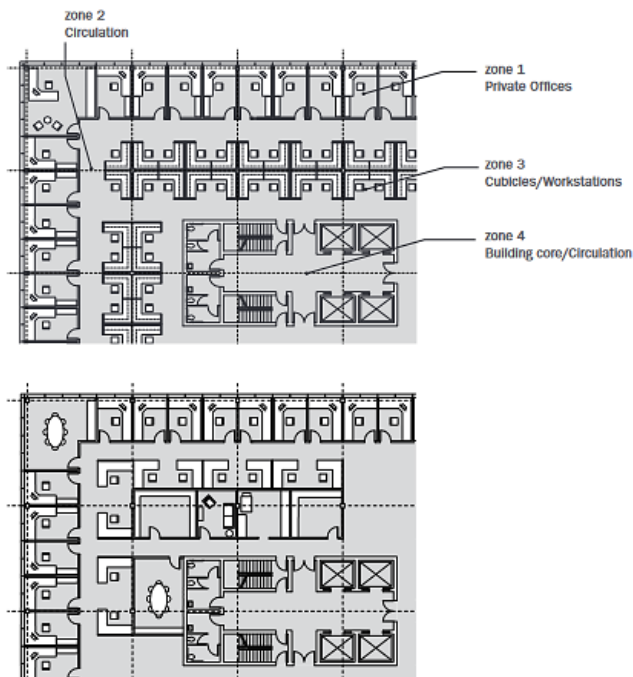 zone 2
Circulation
zone 1
Private Offices
zone 3
Cubicles/Workstations
zone 4
Building core/Circulation